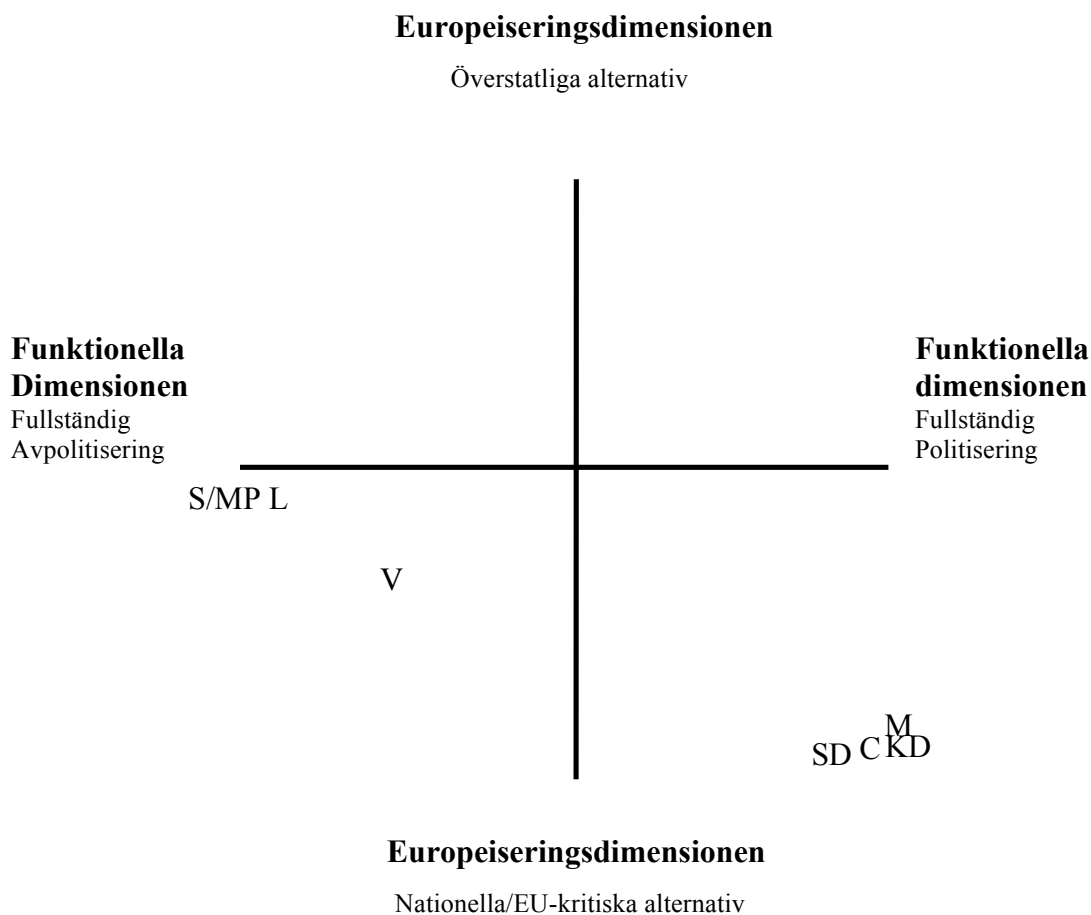 Europeiseringsdimensionen
Överstatliga alternativ
Funktionella
Dimensionen
Fullständig
Avpolitisering
Funktionella
dimensionen
Fullständig
Politisering
S/MP L
V
M
SD C KD
Europeiseringsdimensionen
Nationella/EU-kritiska alternativ